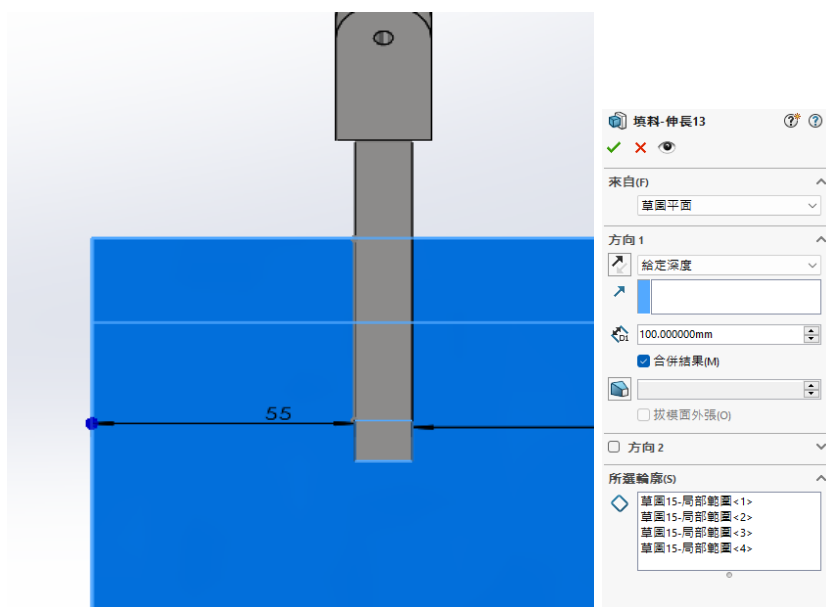 55
填料-伸長13
來自(F)
草圖平面
方向 1
給定深度
D1
100.000000mm
合併結果(M)
拔模面外張(O)
方向 2
所選輪廓(S)
草圖15-局部範圍<1>
草圖15-局部範圍<2>
草圖15-局部範圍<3>
草圖15-局部範圍<4>